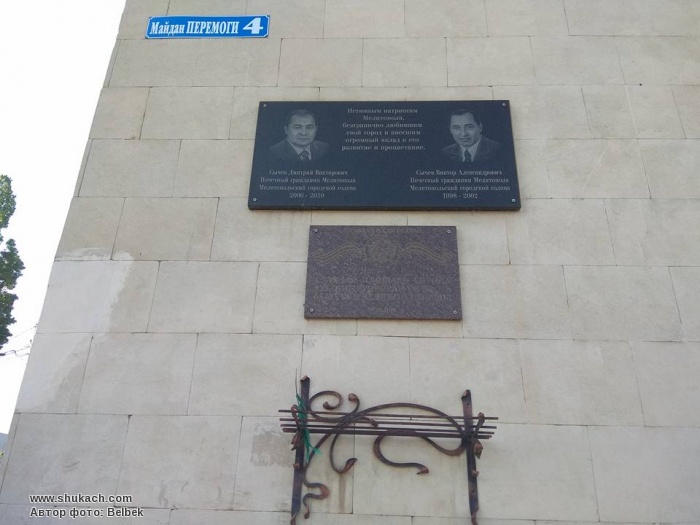 Майдан ПЕРЕМОГИ 4
Истинным патриотам
Мелитополя,
безгранично любившим
свой город и внесшим
огромный вклад в его
развитие и процветание.
Сычев Дмитрий Викторович
Почетный гражданин Мелитополя
Мелитопольский городской голова
2006 - 2010
Сычев Виктор Александрович
Почетный гражданин Мелитополя
Мелитопольский городской голова
1998 - 2002
www.shukach.com
Автор фото: Belbek